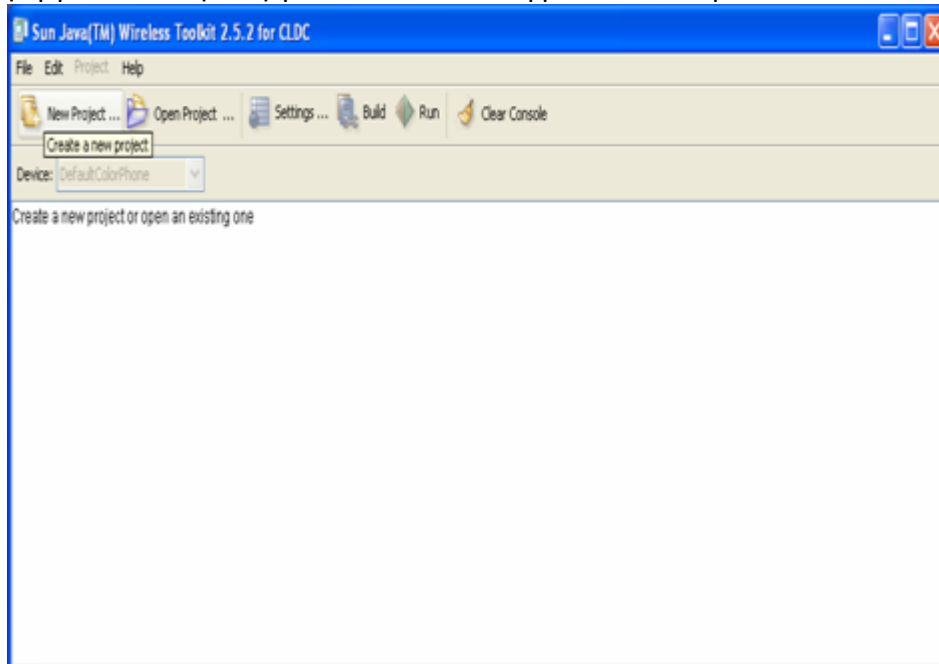 Sun Java(TM) Wireless Toolkit 2.5.2 for CLDC
File Edit Project Help
New Project ... Open Project ... Settings ... Build Run Clear Console
Create a new project
Device: DefaultColorPhone
Create a new project or open an existing one